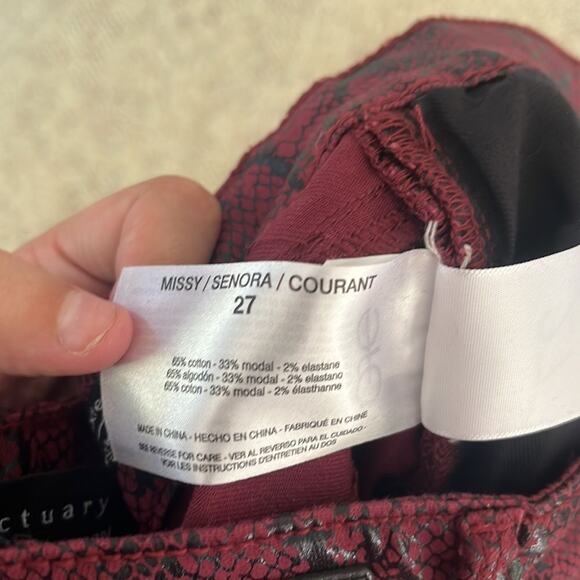 MISSY / SENORA / COURANT
27
65% cotton - 33% modal - 2% elastane
65% algodón - 33% modal - 2% elastano
65% coton - 33% modal - 2% élasthanne
MADE IN CHINA - HECHO EN CHINA - FABRIQUÉ EN CHINE
SEE REVERSE FOR CARE - VER AL REVERSO PARA EL CUIDADO -
VOIR LES INSTRUCTIONS D'ENTRETIEN AU DOS
ctuary